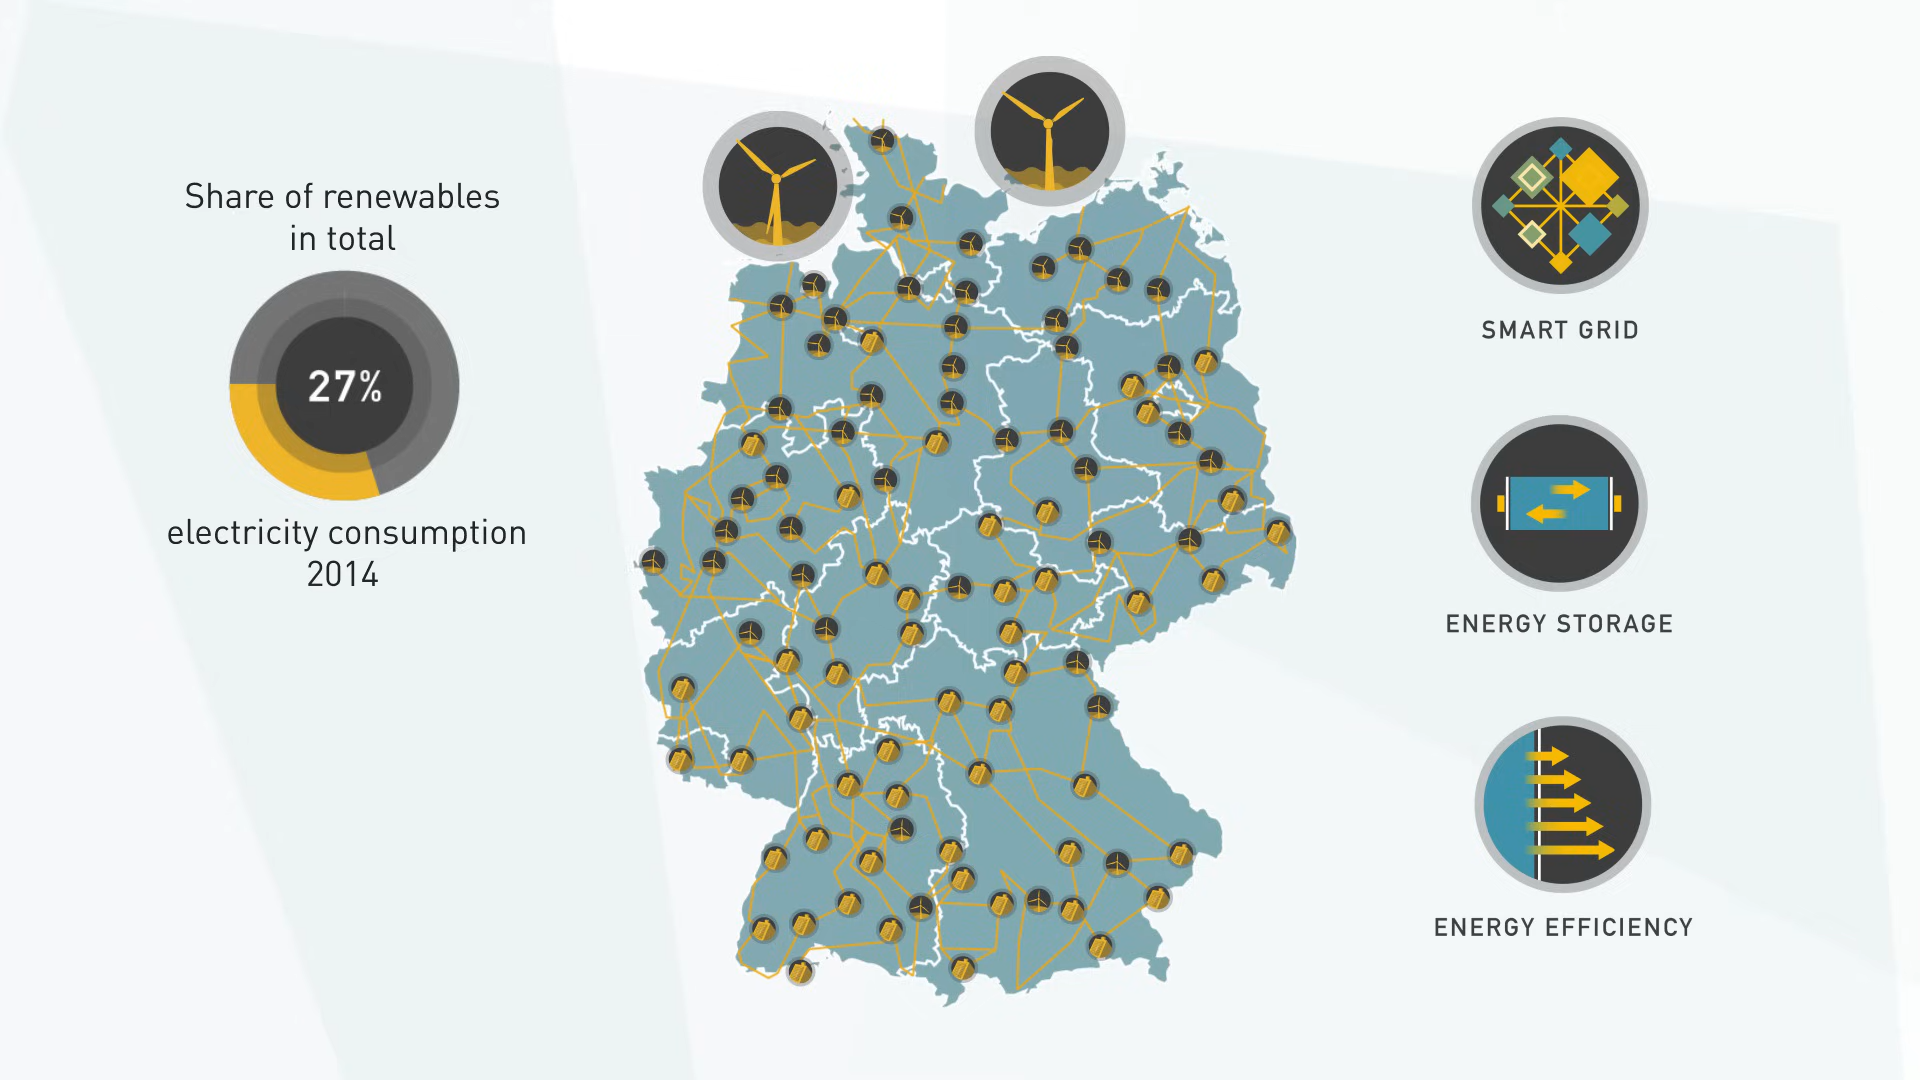 Share of renewables
in total
27%
electricity consumption
2014
SMART GRID
ENERGY STORAGE
ENERGY EFFICIENCY